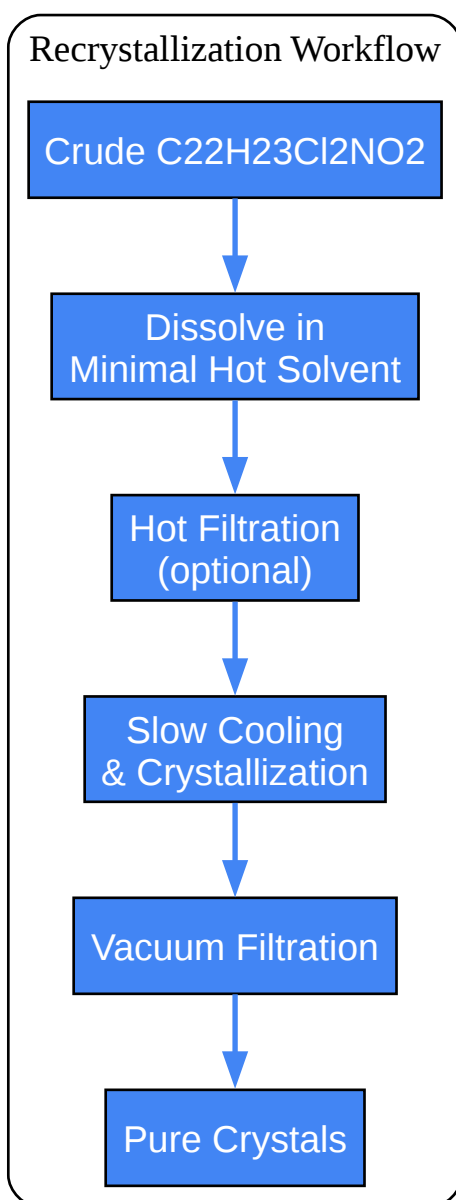 Recrystallization Workflow
Crude C22H23Cl2NO2
Dissolve in
Minimal Hot Solvent
Hot Filtration
(optional)
Slow Cooling
& Crystallization
Vacuum Filtration
Pure Crystals